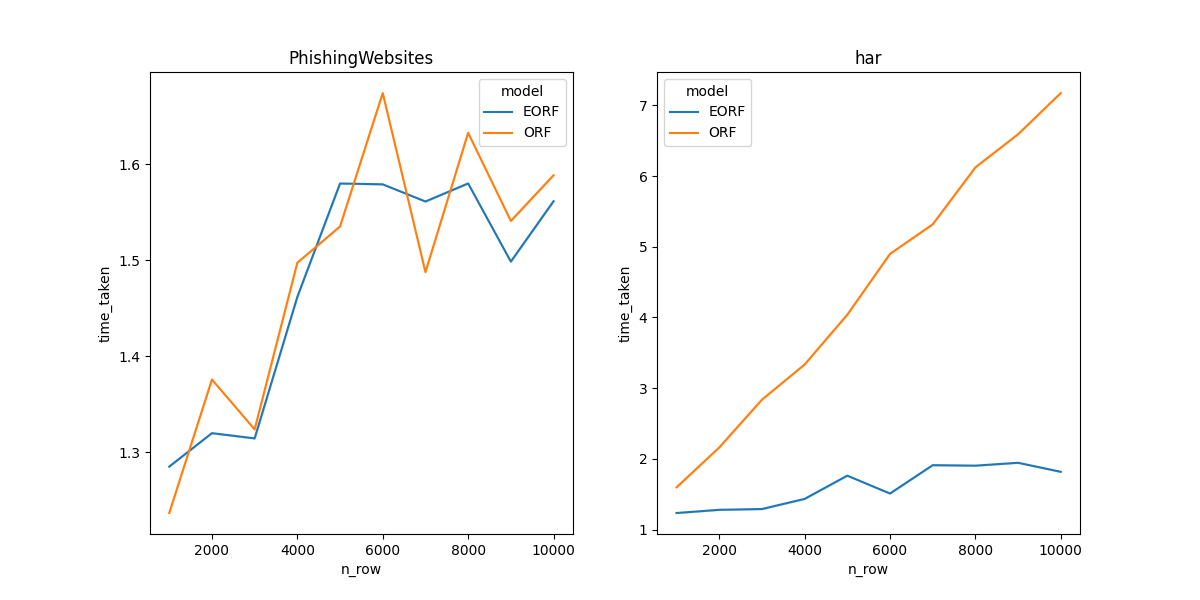 PhishingWebsites
model
EORF
ORF
time_taken
1.6
1.5
1.4
1.3
2000 4000 6000 8000 10000
n_row
har
model
EORF
ORF
time_taken
7
6
5
4
3
2
1
2000 4000 6000 8000 10000
n_row